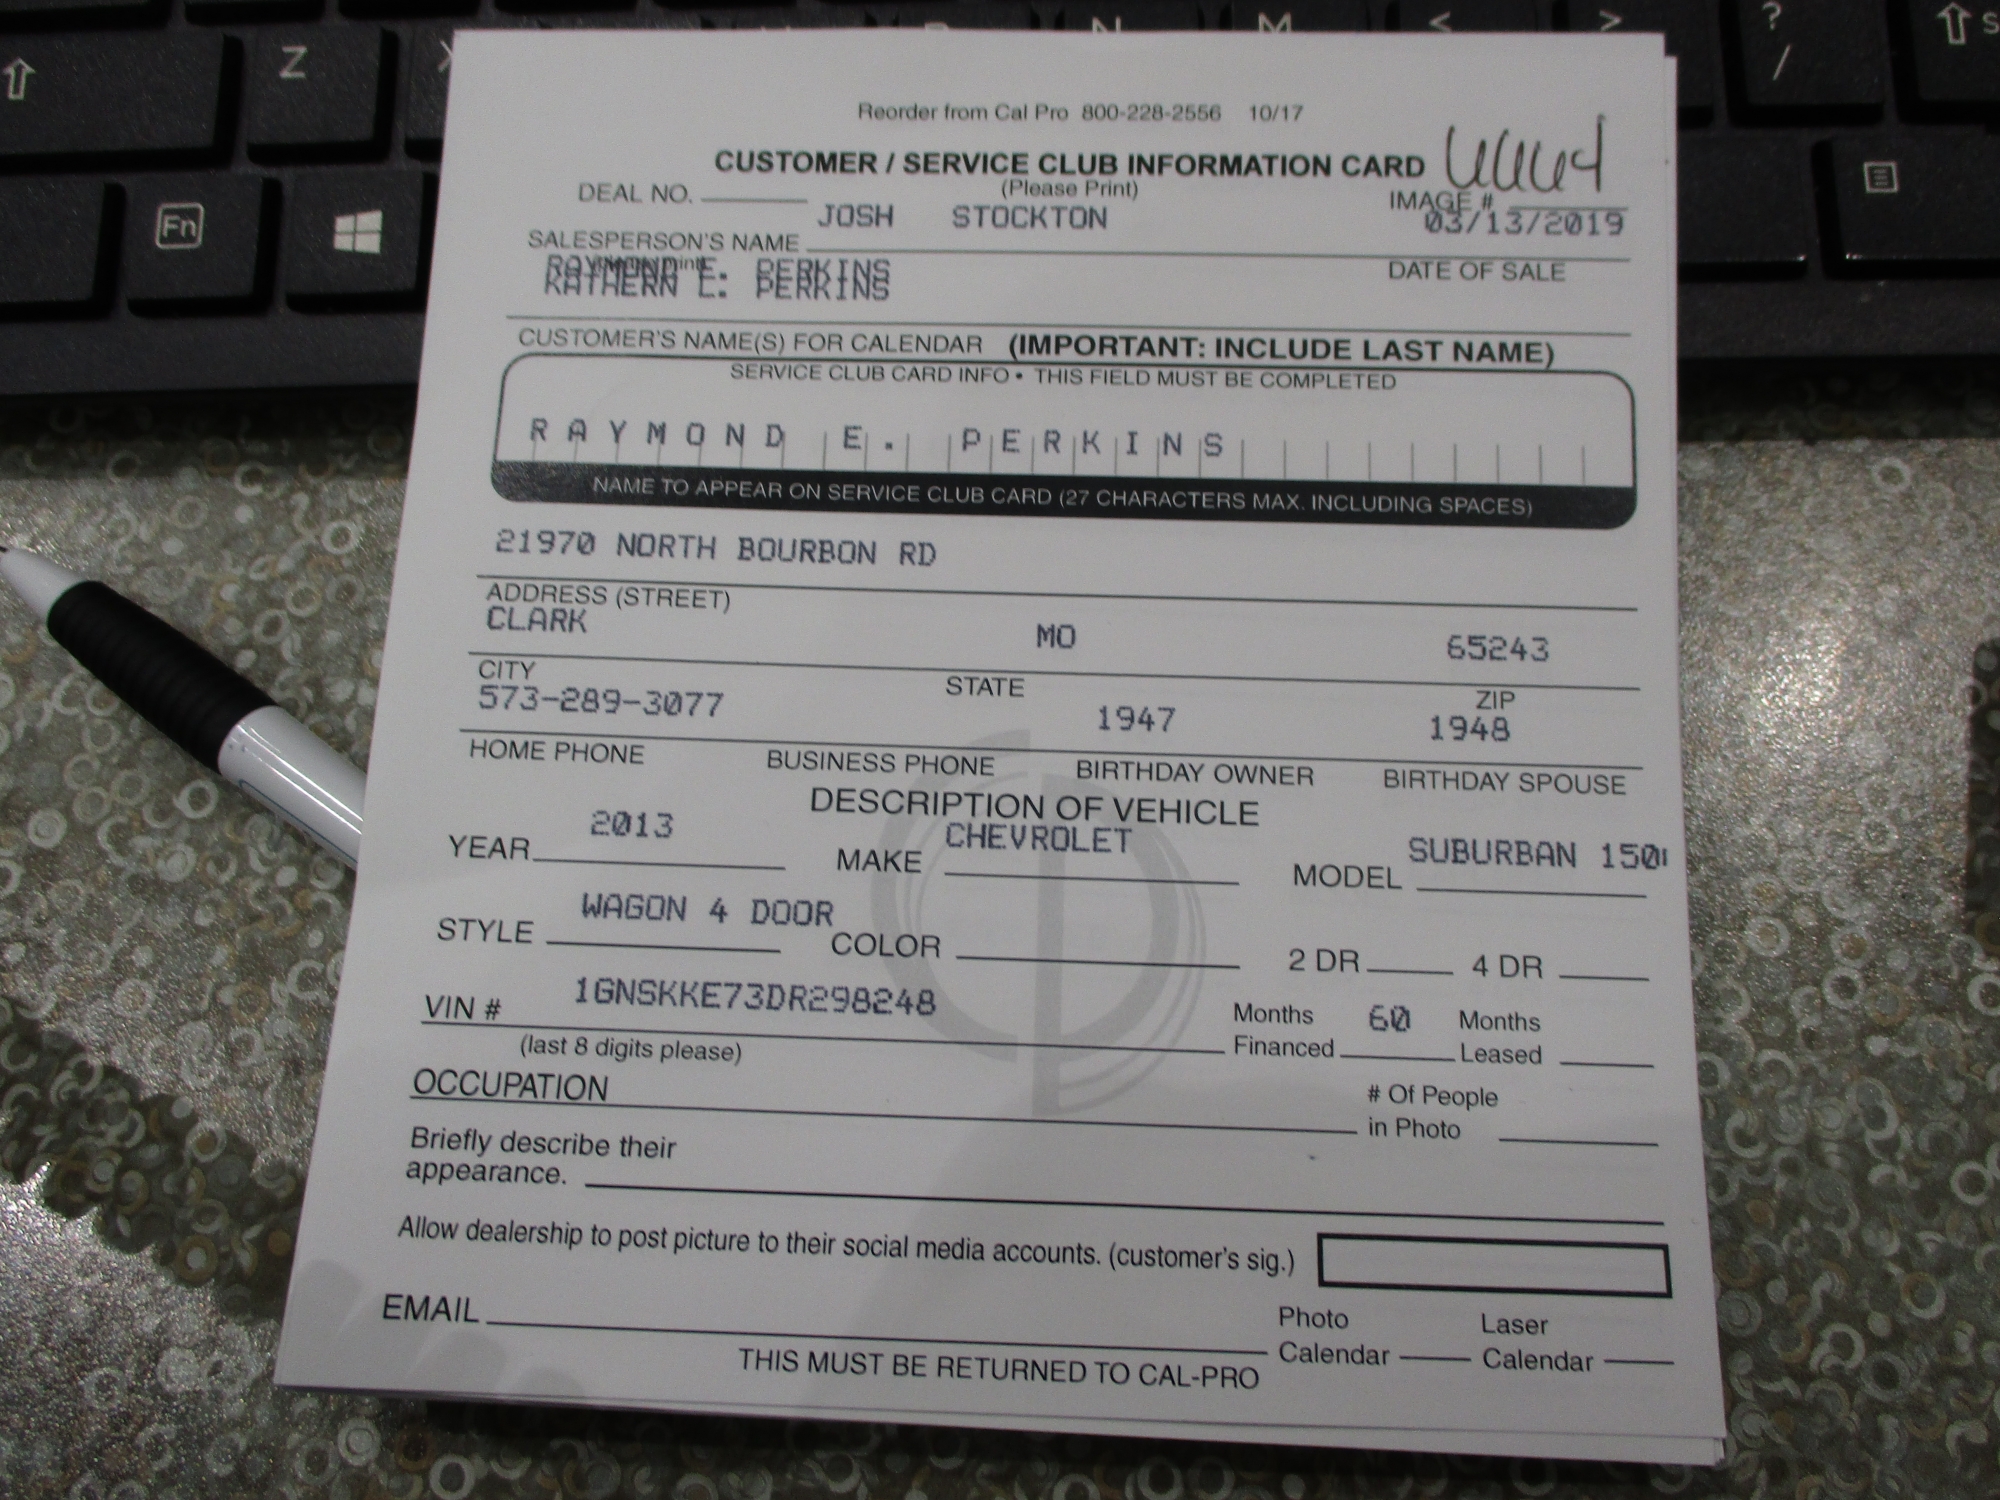 Reorder from Cal Pro 800-228-2556 10/17
CUSTOMER / SERVICE CLUB INFORMATION CARD
(Please Print)
DEAL NO.
IMAGE #
JOSH STOCKTON
03/13/2019
SALESPERSON'S NAME
DATE OF SALE
RAYMOND E. PERKINS
KATHERN L. PERKINS
CUSTOMER'S NAME(S) FOR CALENDAR (IMPORTANT: INCLUDE LAST NAME)
SERVICE CLUB CARD INFO • THIS FIELD MUST BE COMPLETED
RAYMOND E. PERKINS
NAME TO APPEAR ON SERVICE CLUB CARD (27 CHARACTERS MAX. INCLUDING SPACES)
21970 NORTH BOURBON RD
ADDRESS (STREET)
CLARK MO 65243
CITY STATE ZIP
573-289-3077 1947 1948
HOME PHONE BUSINESS PHONE BIRTHDAY OWNER BIRTHDAY SPOUSE
DESCRIPTION OF VEHICLE
YEAR 2013 MAKE CHEVROLET MODEL SUBURBAN 150
STYLE WAGON 4 DOOR COLOR 2 DR 4 DR
VIN # 1GNSKKE73DR298248 Months Financed 60 Months Leased
(last 8 digits please)
OCCUPATION # Of People in Photo
Briefly describe their
appearance.
Allow dealership to post picture to their social media accounts. (customer's sig.)
EMAIL Photo Calendar Laser Calendar
THIS MUST BE RETURNED TO CAL-PRO
Z
N
M
<
>
?
/
Fn